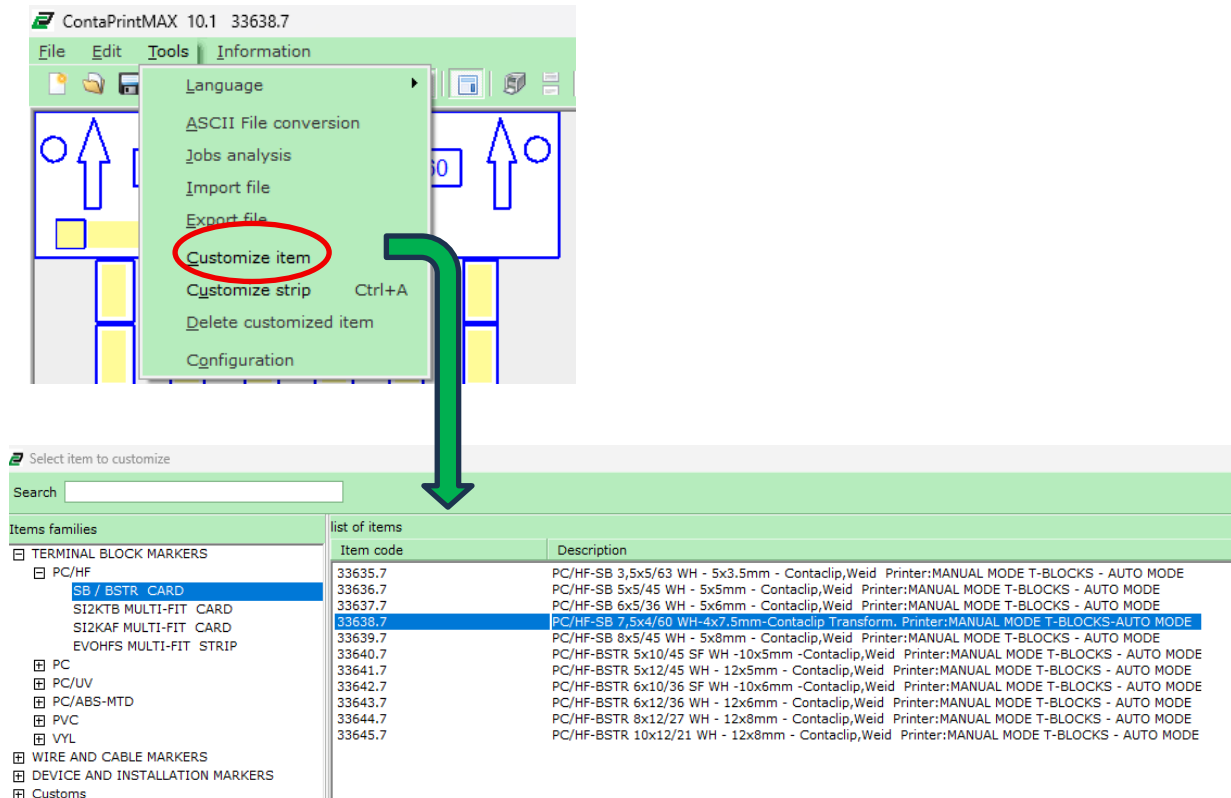 ContaPrintMAX 10.1 33638.7
File Edit Tools Information
Language
ASCII File conversion
60
Jobs analysis
Import file
Export file
Customize item
Customize strip Ctrl+A
Delete customized item
Configuration
Select item to customize
Search
Items families
list of items
Item code Description
TERMINAL BLOCK MARKERS
PC/HF
SB / BSTR CARD
SI2KTB MULTI-FIT CARD
SI2KAF MULTI-FIT CARD
EVOHFS MULTI-FIT STRIP
PC
PC/UV
PC/ABS-MTD
PVC
VYL
WIRE AND CABLE MARKERS
DEVICE AND INSTALLATION MARKERS
Customs
33635.7 PC/HF-SB 3,5x5/63 WH - 5x3.5mm - Contaclip,Weid Printer:MANUAL MODE T-BLOCKS - AUTO MODE
33636.7 PC/HF-SB 5x5/45 WH - 5x5mm - Contaclip,Weid Printer:MANUAL MODE T-BLOCKS - AUTO MODE
33637.7 PC/HF-SB 6x5/36 WH - 5x6mm - Contaclip,Weid Printer:MANUAL MODE T-BLOCKS - AUTO MODE
33638.7 PC/HF-SB 7,5x4/60 WH-4x7.5mm-Contaclip Transform. Printer:MANUAL MODE T-BLOCKS-AUTO MODE
33639.7 PC/HF-SB 8x5/45 WH - 5x8mm - Contaclip,Weid Printer:MANUAL MODE T-BLOCKS - AUTO MODE
33640.7 PC/HF-BSTR 5x10/45 SF WH -10x5mm -Contaclip,Weid Printer:MANUAL MODE T-BLOCKS - AUTO MODE
33641.7 PC/HF-BSTR 5x12/45 WH - 12x5mm - Contaclip,Weid Printer:MANUAL MODE T-BLOCKS - AUTO MODE
33642.7 PC/HF-BSTR 6x10/36 SF WH -10x6mm -Contaclip,Weid Printer:MANUAL MODE T-BLOCKS - AUTO MODE
33643.7 PC/HF-BSTR 6x12/36 WH - 12x6mm - Contaclip,Weid Printer:MANUAL MODE T-BLOCKS - AUTO MODE
33644.7 PC/HF-BSTR 8x12/27 WH - 12x8mm - Contaclip,Weid Printer:MANUAL MODE T-BLOCKS - AUTO MODE
33645.7 PC/HF-BSTR 10x12/21 WH - 12x8mm - Contaclip,Weid Printer:MANUAL MODE T-BLOCKS - AUTO MODE